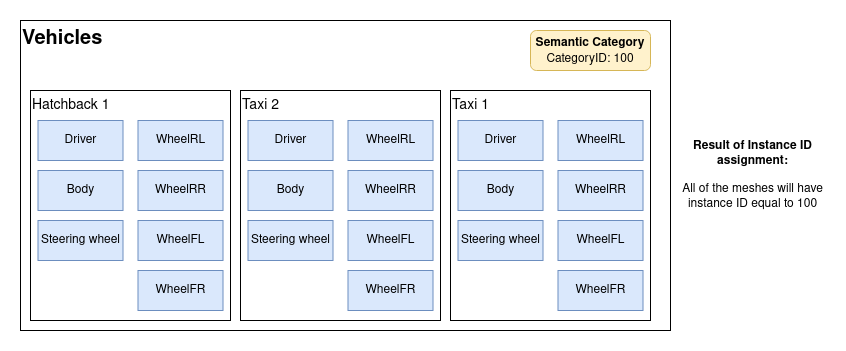 Vehicles
Semantic Category
CategoryID: 100
Hatchback 1
Driver
WheelRL
Body
WheelRR
Steering wheel
WheelFL
WheelFR
Taxi 2
Driver
WheelRL
Body
WheelRR
Steering wheel
WheelFL
WheelFR
Taxi 1
Driver
WheelRL
Body
WheelRR
Steering wheel
WheelFL
WheelFR
Result of Instance ID
assignment:
All of the meshes will have
instance ID equal to 100